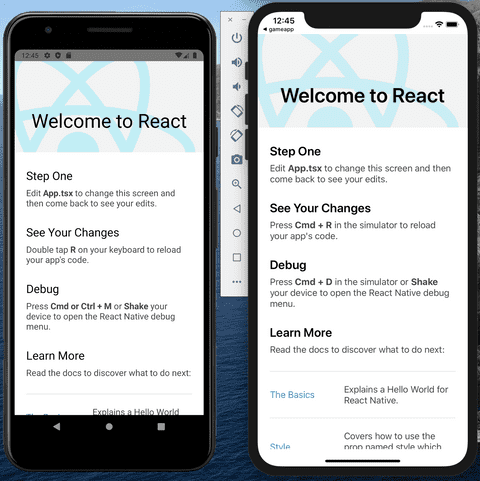 12:45
Welcome to React
Step One
Edit App.tsx to change this screen and
then come back to see your edits.
See Your Changes
Double tap R on your keyboard to reload
your app's code.
Debug
Press Cmd or Ctrl + M or Shake your
device to open the React Native debug
menu.
Learn More
Read the docs to discover what to do next:
The Basics
Explains a Hello World
12:45
gameapp
Welcome to React
Step One
Edit App.tsx to change this screen and then
come back to see your edits.
See Your Changes
Press Cmd + R in the simulator to reload
your app's code.
Debug
Press Cmd + D in the simulator or Shake
your device to open the React Native debug
menu.
Learn More
Read the docs to discover what to do next:
The Basics
Explains a Hello World for
React Native.
Style
Covers how to use the
prop named style which